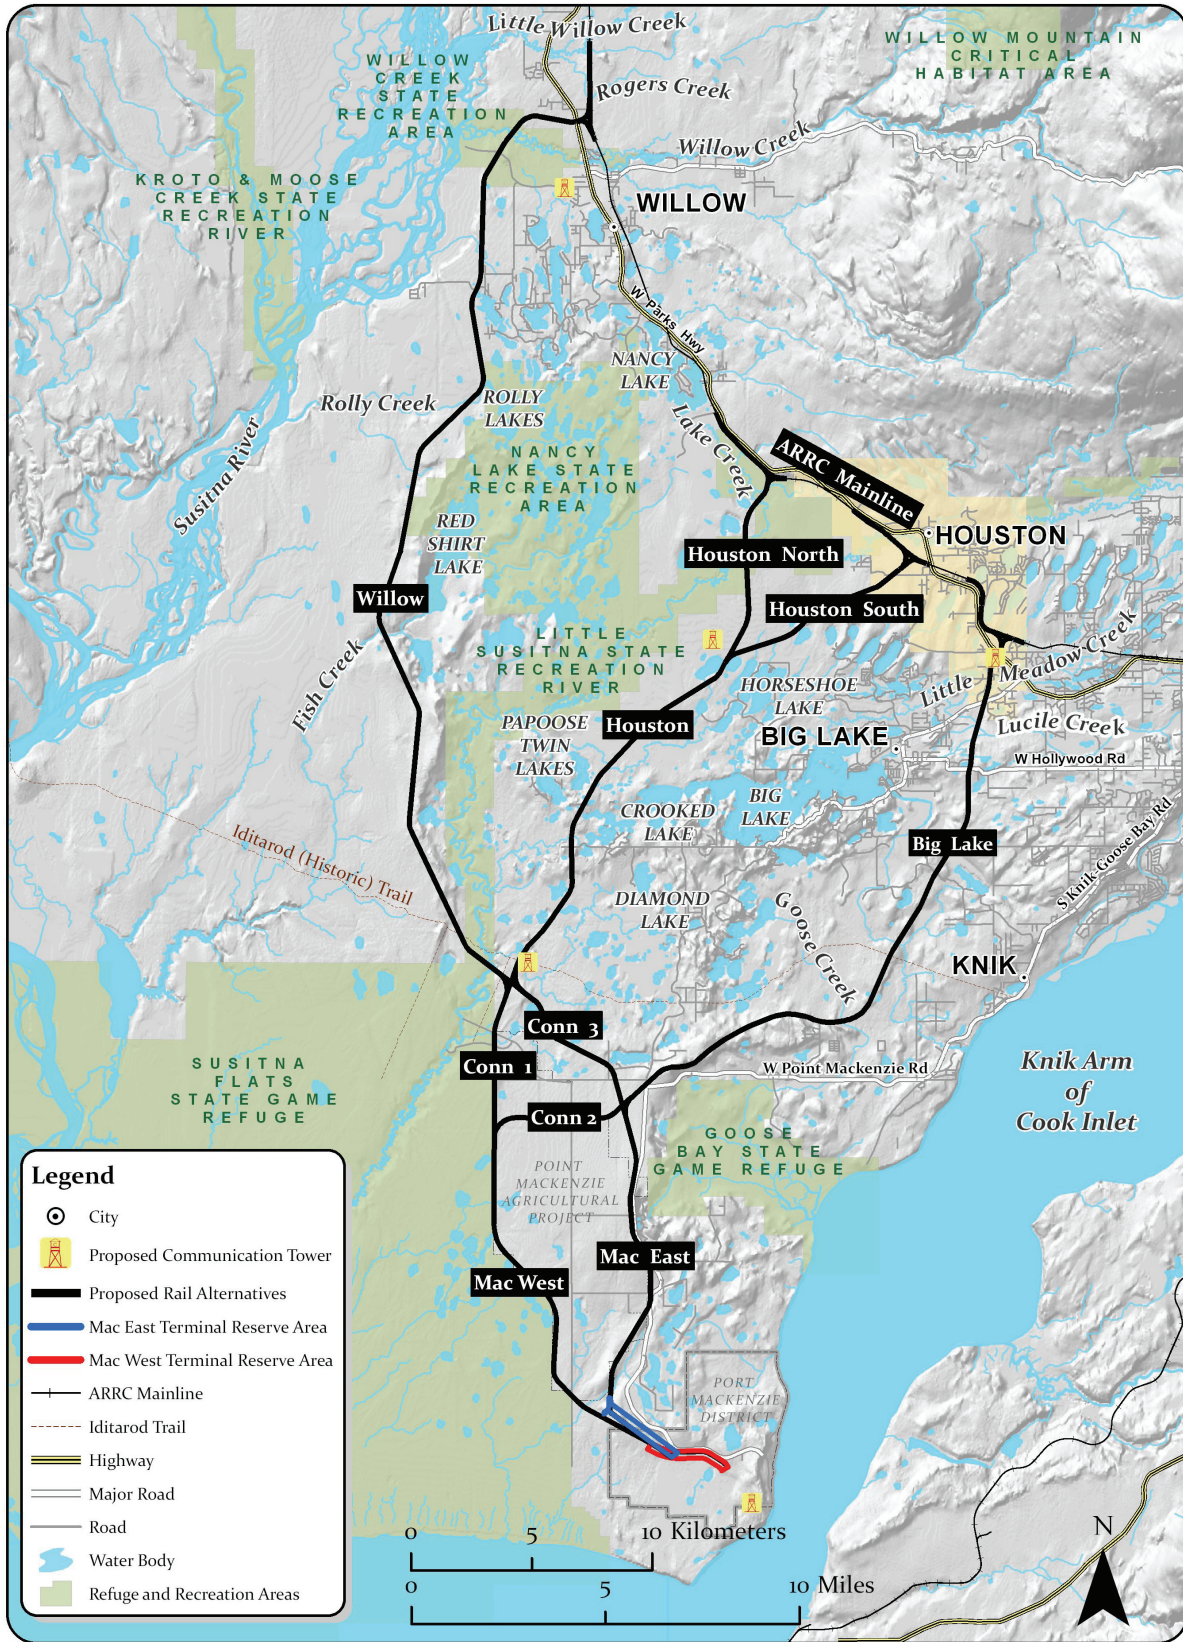 Little Willow Creek
WILLOW MOUNTAIN
CRITICAL
HABITAT AREA
WILLOW
CREEK
STATE
RECREATION
AREA
Rogers Creek
Willow Creek
KROTO & MOOSE
CREEK STATE
RECREATION
RIVER
WILLOW
W Parks Hwy
NANCY
LAKE
Rolly Creek
ROLLY
LAKES
Lake Creek
Susitna River
NANCY
LAKE STATE
RECREATION
AREA
ARRC Mainline
RED
SHIRT
LAKE
HOUSTON
Houston North
Willow
Houston South
LITTLE
SUSITNA STATE
RECREATION
RIVER
Fish Creek
Little Meadow Creek
HORSESHOE
LAKE
PAPOOSE
TWIN
LAKES
Houston
Lucile Creek
BIG LAKE
W Hollywood Rd
BIG
LAKE
CROOKED
LAKE
S Knik-Goose Bay Rd
Big Lake
Iditarod (Historic) Trail
DIAMOND
LAKE
Goose Creek
KNIK
Conn 3
Conn 1
W Point Mackenzie Rd
Knik Arm
of
Cook Inlet
SUSITNA
FLATS
STATE GAME
REFUGE
Conn 2
GOOSE
BAY STATE
GAME REFUGE
POINT
MACKENZIE
AGRICULTURAL
PROJECT
Mac East
Mac West
PORT
MACKENZIE
DISTRICT
Legend
City
Proposed Communication Tower
Proposed Rail Alternatives
Mac East Terminal Reserve Area
Mac West Terminal Reserve Area
ARRC Mainline
Iditarod Trail
Highway
Major Road
Road
Water Body
Refuge and Recreation Areas
0 5 10 Kilometers
0 5 10 Miles
N